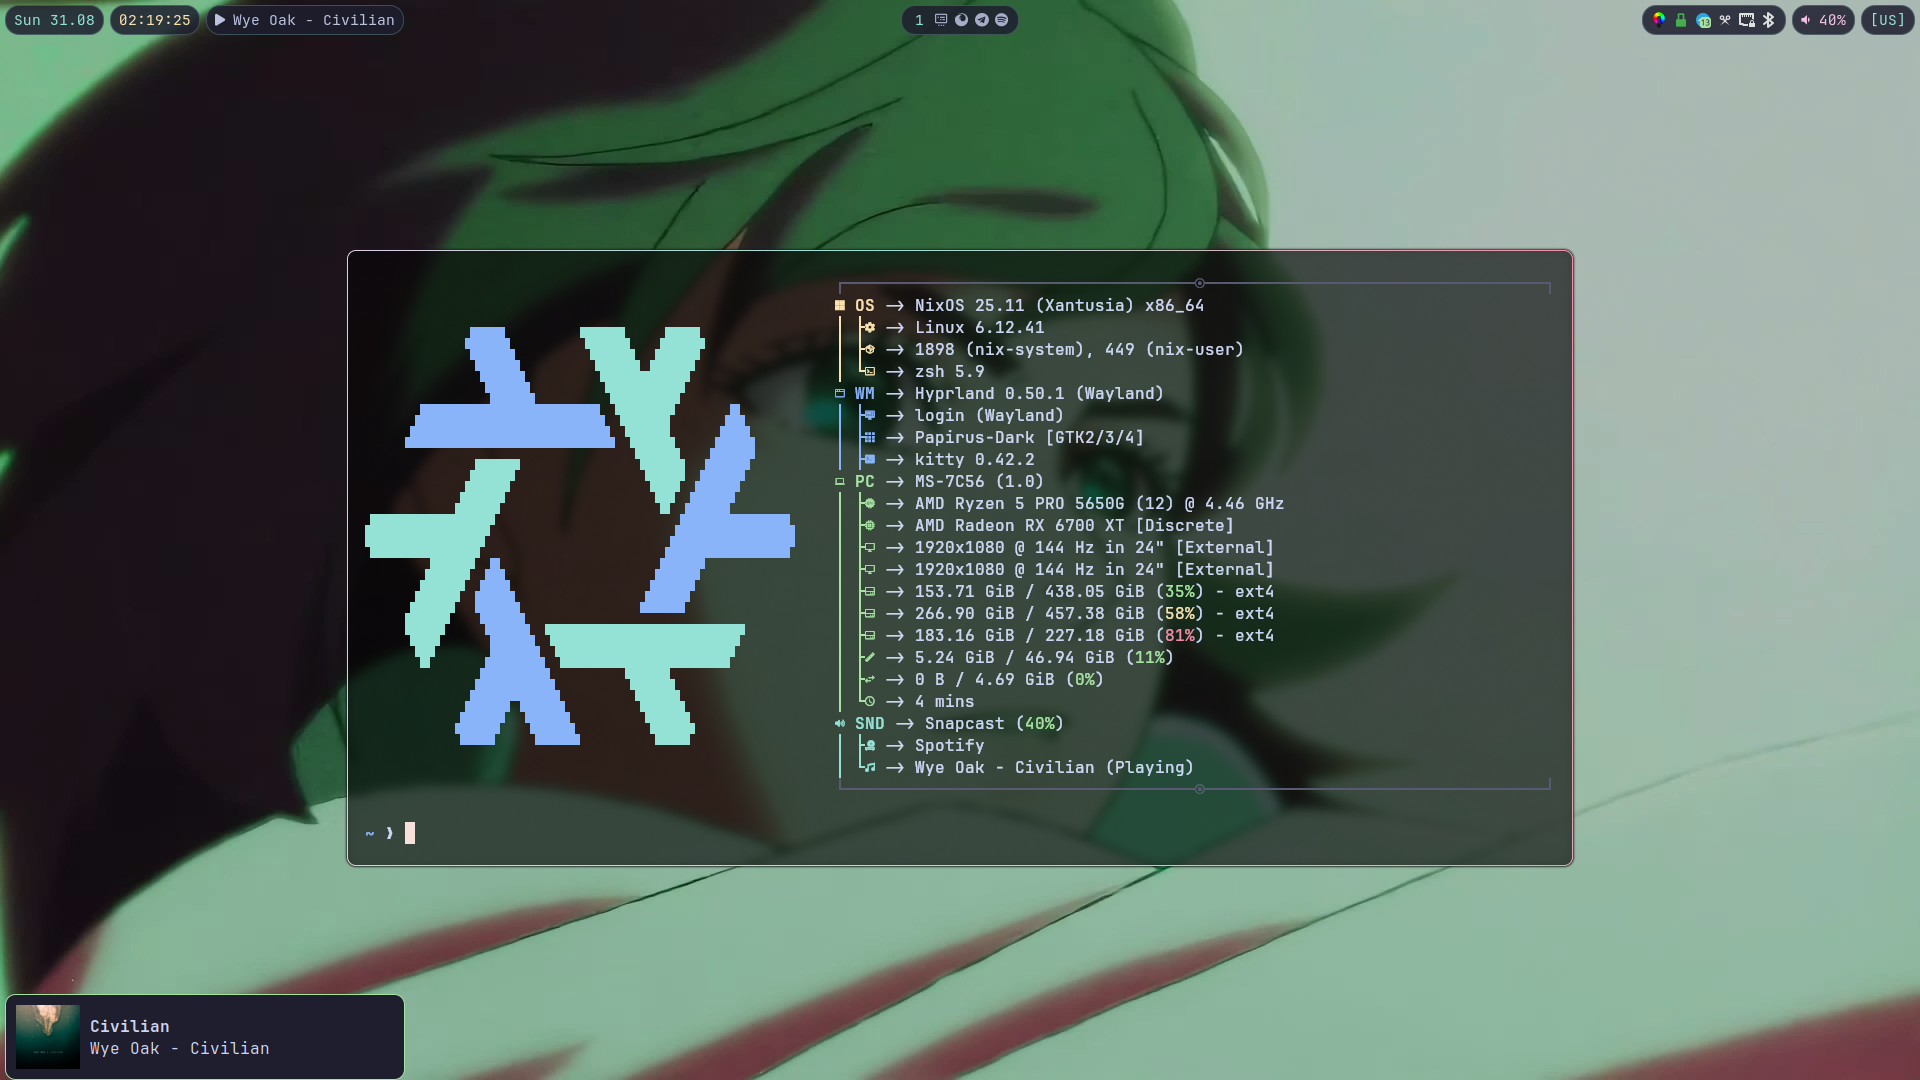 Sun 31.08
02:19:25
Wye Oak - Civilian
1
13
40%
[US]
OS NixOS 25.11 (Xantusia) x86_64
Linux 6.12.41
1898 (nix-system), 449 (nix-user)
zsh 5.9
WM Hyprland 0.50.1 (Wayland)
login (Wayland)
Papirus-Dark [GTK2/3/4]
kitty 0.42.2
PC MS-7C56 (1.0)
AMD Ryzen 5 PRO 5650G (12) @ 4.46 GHz
AMD Radeon RX 6700 XT [Discrete]
1920x1080 @ 144 Hz in 24" [External]
1920x1080 @ 144 Hz in 24" [External]
153.71 GiB / 438.05 GiB (35%) - ext4
266.90 GiB / 457.38 GiB (58%) - ext4
183.16 GiB / 227.18 GiB (81%) - ext4
5.24 GiB / 46.94 GiB (11%)
0 B / 4.69 GiB (0%)
4 mins
SND Snapcast (40%)
Spotify
Wye Oak - Civilian (Playing)
~ ❫
Civilian
Wye Oak - Civilian